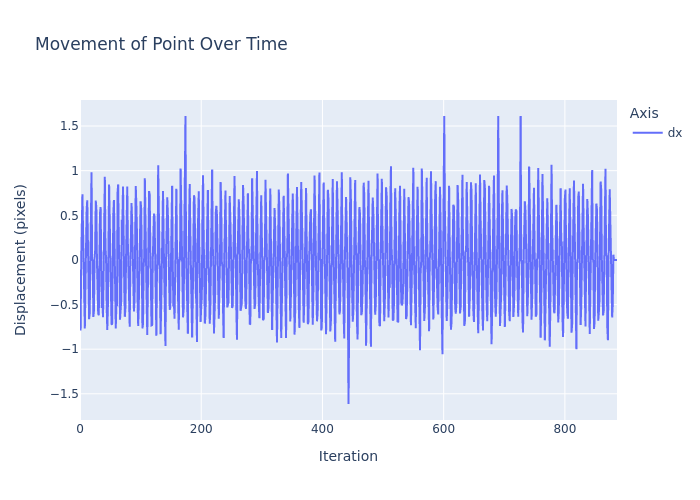 Movement of Point Over Time
Axis
dx
1.5
1
0.5
0
−0.5
−1
−1.5
0
200
400
600
800
Displacement (pixels)
Iteration